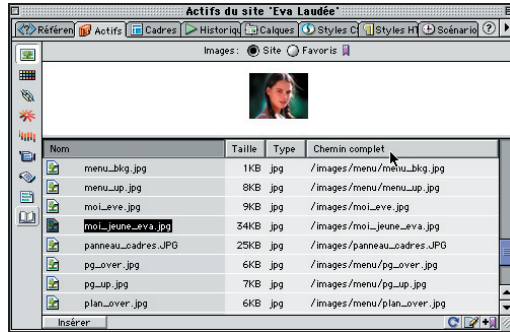 Actifs du site 'Eva Laudée'
<?> Référen Actifs Cadres Historiqu Calques Styles C Styles HT Scénario ?
Images: Site Favoris
Nom Taille Type Chemin complet
menu_bkg.jpg 1KB jpg /images/menu/menu_bkg.jpg
menu_up.jpg 8KB jpg /images/menu/menu_up.jpg
moi_eve.jpg 9KB jpg /images/moi_eve.jpg
moi_jeune_eva.jpg 34KB jpg /images/moi_jeune_eva.jpg
panneau_cadres.JPG 25KB jpg /images/panneau_cadres.JPG
pg_over.jpg 6KB jpg /images/menu/pg_over.jpg
pg_up.jpg 7KB jpg /images/menu/pg_up.jpg
plan_over.jpg 6KB jpg /images/menu/plan_over.jpg
Insérer